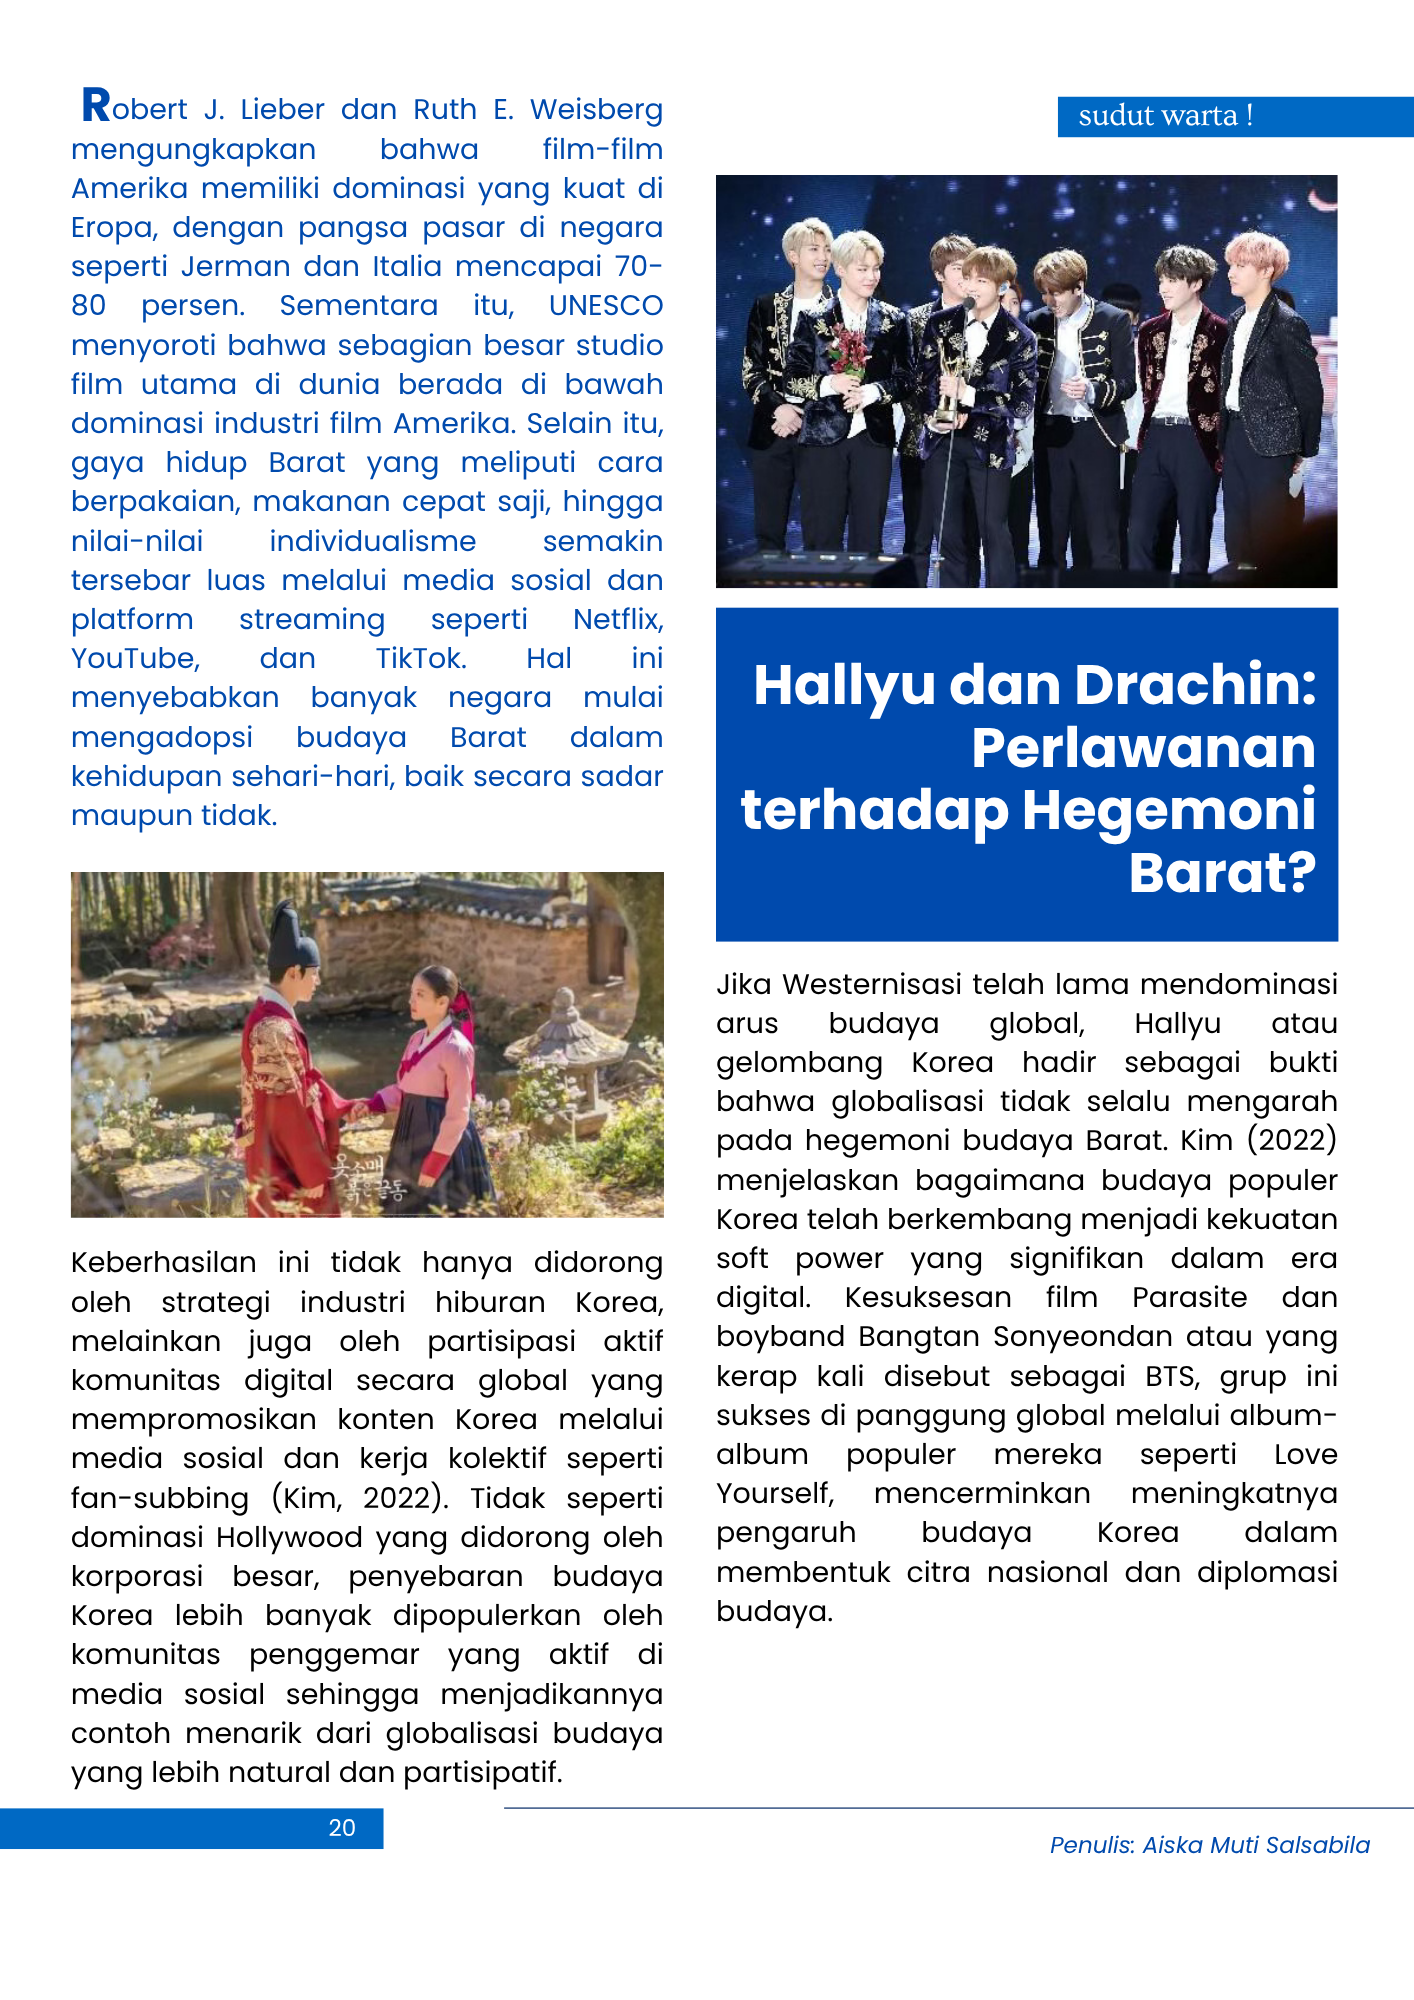 Robert J. Lieber dan Ruth E. Weisberg
mengungkapkan bahwa film-film
Amerika memiliki dominasi yang kuat di
Eropa, dengan pangsa pasar di negara
seperti Jerman dan Italia mencapai 70-
80 persen. Sementara itu, UNESCO
menyoroti bahwa sebagian besar studio
film utama di dunia berada di bawah
dominasi industri film Amerika. Selain itu,
gaya hidup Barat yang meliputi cara
berpakaian, makanan cepat saji, hingga
nilai-nilai individualisme semakin
tersebar luas melalui media sosial dan
platform streaming seperti Netflix,
YouTube, dan TikTok. Hal ini
menyebabkan banyak negara mulai
mengadopsi budaya Barat dalam
kehidupan sehari-hari, baik secara sadar
maupun tidak.
옷소매
붉은 끝동
Keberhasilan ini tidak hanya didorong
oleh strategi industri hiburan Korea,
melainkan juga oleh partisipasi aktif
komunitas digital secara global yang
mempromosikan konten Korea melalui
media sosial dan kerja kolektif seperti
fan-subbing (Kim, 2022). Tidak seperti
dominasi Hollywood yang didorong oleh
korporasi besar, penyebaran budaya
Korea lebih banyak dipopulerkan oleh
komunitas penggemar yang aktif di
media sosial sehingga menjadikannya
contoh menarik dari globalisasi budaya
yang lebih natural dan partisipatif.
sudut warta !
Hallyu dan Drachin:
Perlawanan
terhadap Hegemoni
Barat?
Jika Westernisasi telah lama mendominasi
arus budaya global, Hallyu atau
gelombang Korea hadir sebagai bukti
bahwa globalisasi tidak selalu mengarah
pada hegemoni budaya Barat. Kim (2022)
menjelaskan bagaimana budaya populer
Korea telah berkembang menjadi kekuatan
soft power yang signifikan dalam era
digital. Kesuksesan film Parasite dan
boyband Bangtan Sonyeondan atau yang
kerap kali disebut sebagai BTS, grup ini
sukses di panggung global melalui album-
album populer mereka seperti Love
Yourself, mencerminkan meningkatnya
pengaruh budaya Korea dalam
membentuk citra nasional dan diplomasi
budaya.
20
Penulis: Aiska Muti Salsabila